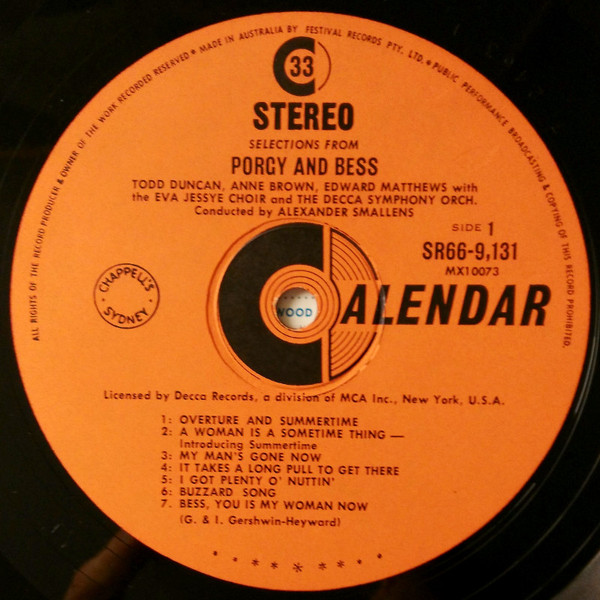 ALL RIGHTS OF THE RECORD PRODUCER & OWNER OF THE WORK RECORDED RESERVED * MADE IN AUSTRALIA BY FESTIVAL RECORDS PTY. LTD. * PUBLIC PERFORMANCE BROADCASTING & COPYING OF THIS RECORD PROHIBITED.
33
STEREO
SELECTIONS FROM
PORGY AND BESS
TODD DUNCAN, ANNE BROWN, EDWARD MATTHEWS with
the EVA JESSYE CHOIR and THE DECCA SYMPHONY ORCH.
Conducted by ALEXANDER SMALLENS
SIDE 1
SR66-9,131
MX10073
CHAPPELL'S
SYDNEY
WOOD
CALENDAR
Licensed by Decca Records, a division of MCA Inc., New York, U.S.A.
1: OVERTURE AND SUMMERTIME
2: A WOMAN IS A SOMETIME THING —
Introducing Summertime
3: MY MAN'S GONE NOW
4: IT TAKES A LONG PULL TO GET THERE
5: I GOT PLENTY O' NUTTIN'
6: BUZZARD SONG
7. BESS, YOU IS MY WOMAN NOW
(G. & I. Gershwin-Heyward)